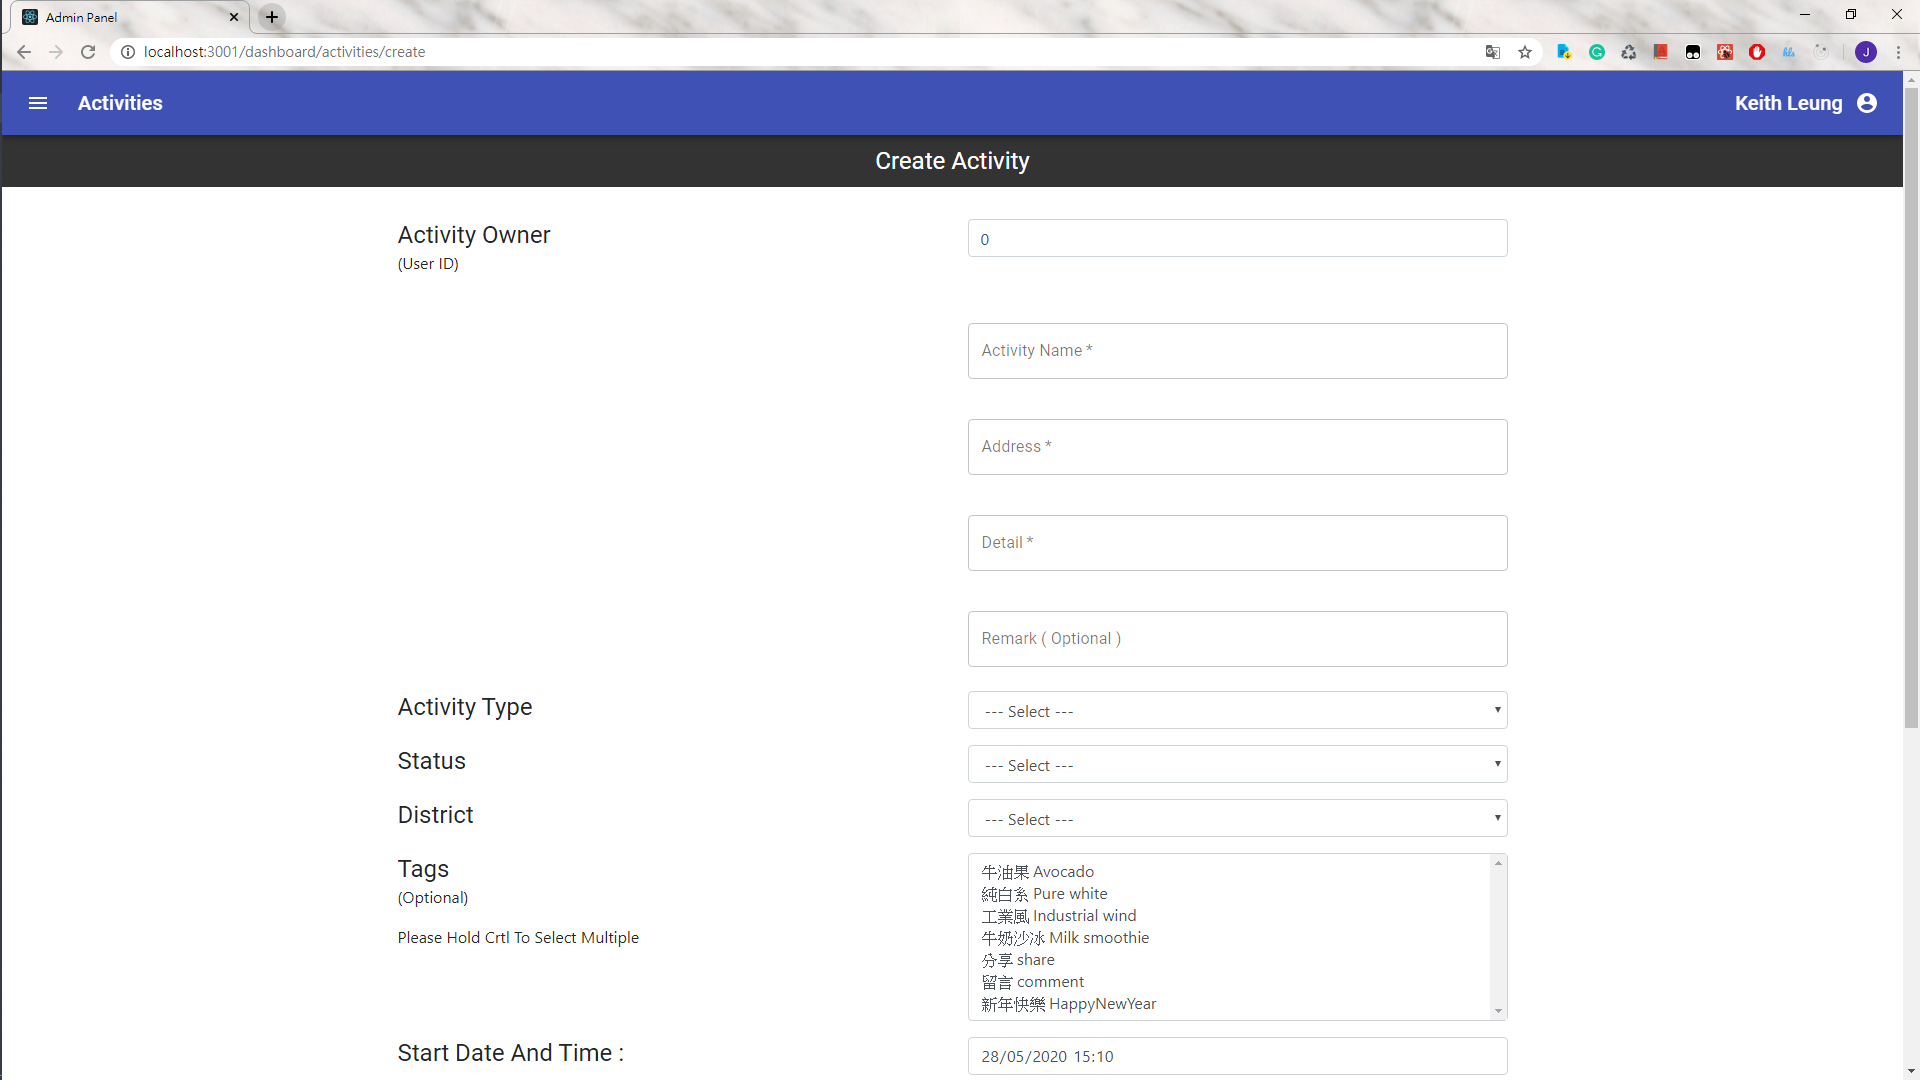 Admin Panel
localhost:3001/dashboard/activities/create
J
Activities
Keith Leung
Create Activity
Activity Owner
0
(User ID)
Activity Name *
Address *
Detail *
Remark ( Optional )
Activity Type
--- Select ---
Status
--- Select ---
District
--- Select ---
Tags
(Optional)
Please Hold Crtl To Select Multiple
牛油果 Avocado
純白系 Pure white
工業風 Industrial wind
牛奶沙冰 Milk smoothie
分享 share
留言 comment
新年快樂 HappyNewYear
Start Date And Time :
28/05/2020 15:10